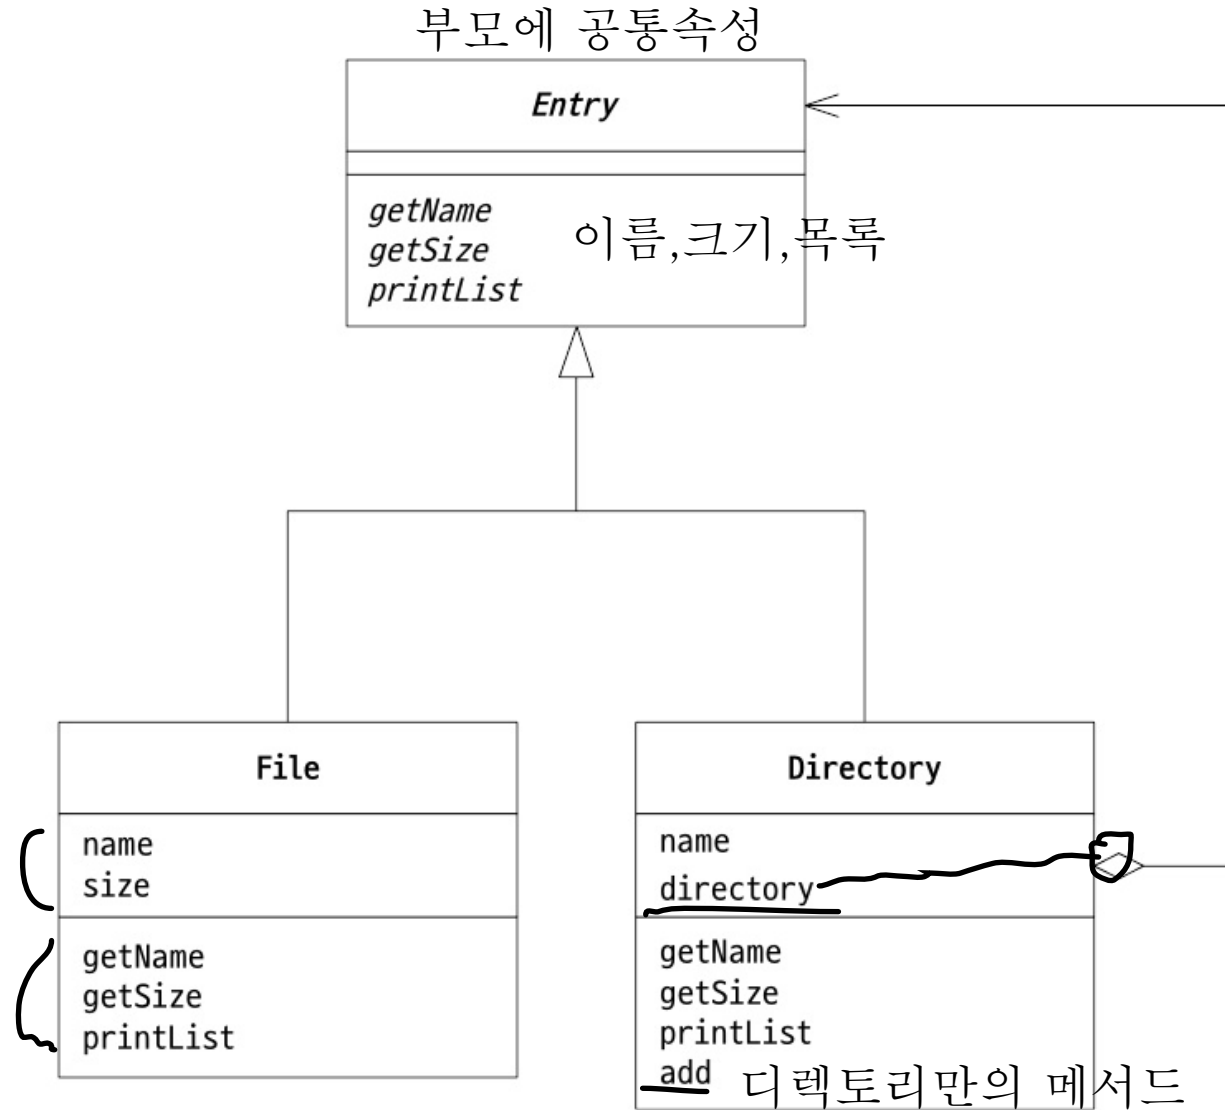 부모에 공통속성
Entry
getName
getSize
printList
이름,크기,목록
File
name
size
getName
getSize
printList
Directory
name
directory
getName
getSize
printList
add
디렉토리만의 메서드